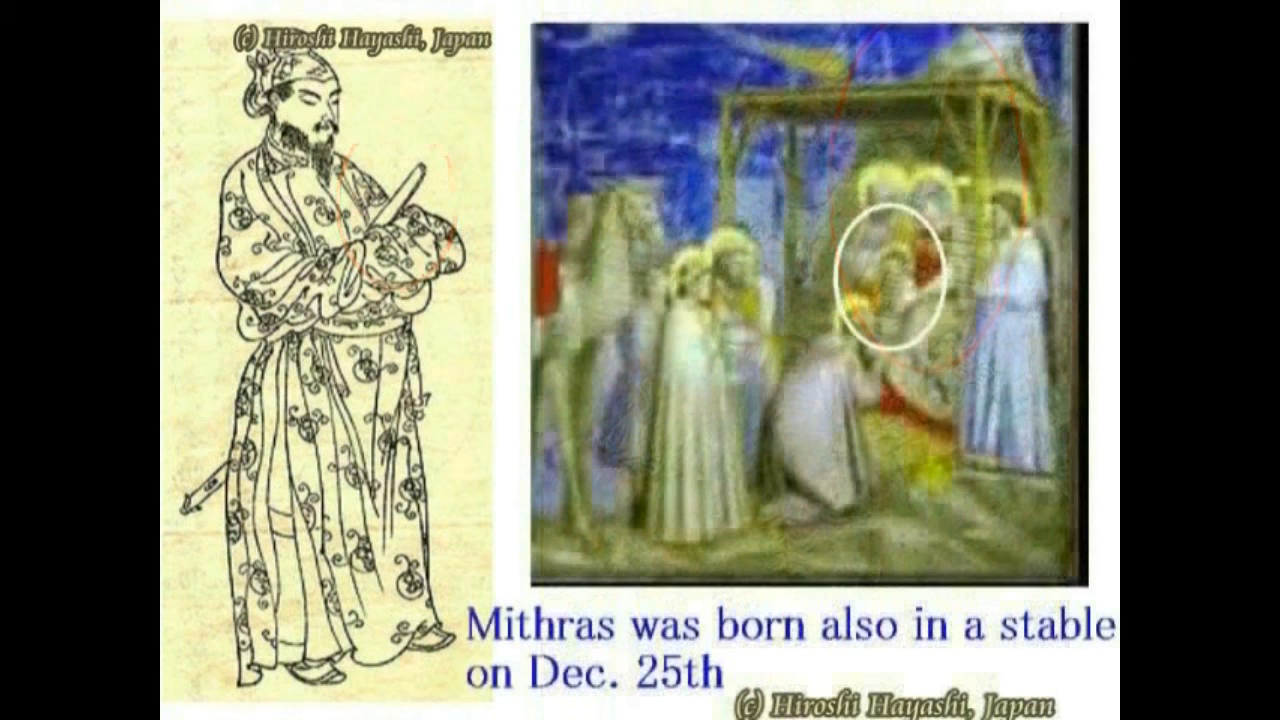 (c) Hiroshi Hayashi, Japan
Mithras was born also in a stable
on Dec. 25th
(c) Hiroshi Hayashi, Japan